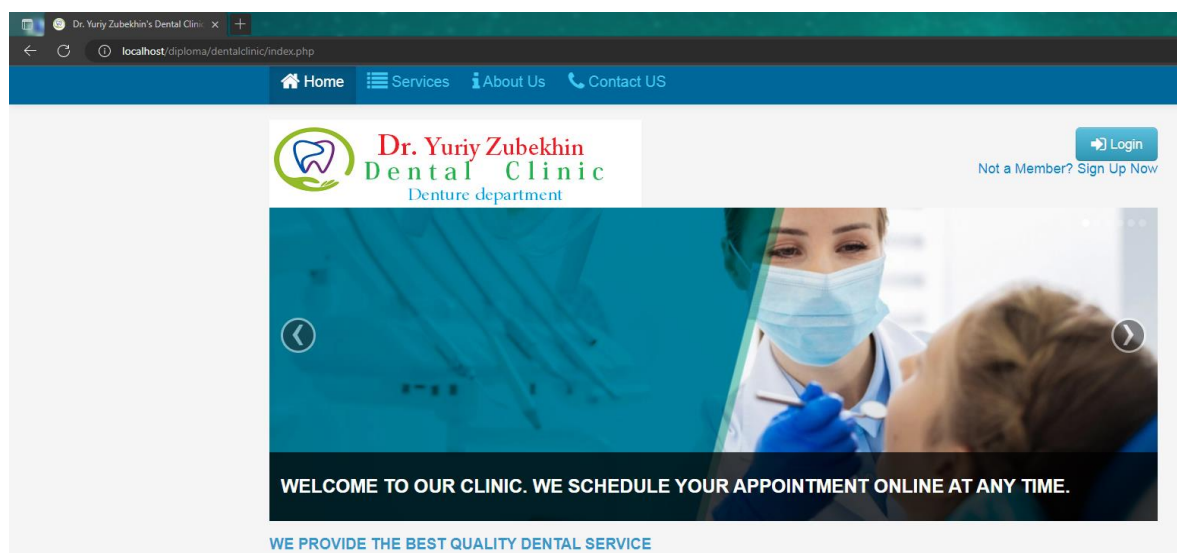 Dr. Yuriy Zubekhin's Dental Clinic
localhost/diploma/dentalclinic/index.php
Home Services About Us Contact US
Dr. Yuriy Zubekhin
Dental Clinic
Denture department
Login
Not a Member? Sign Up Now
WELCOME TO OUR CLINIC. WE SCHEDULE YOUR APPOINTMENT ONLINE AT ANY TIME.
WE PROVIDE THE BEST QUALITY DENTAL SERVICE